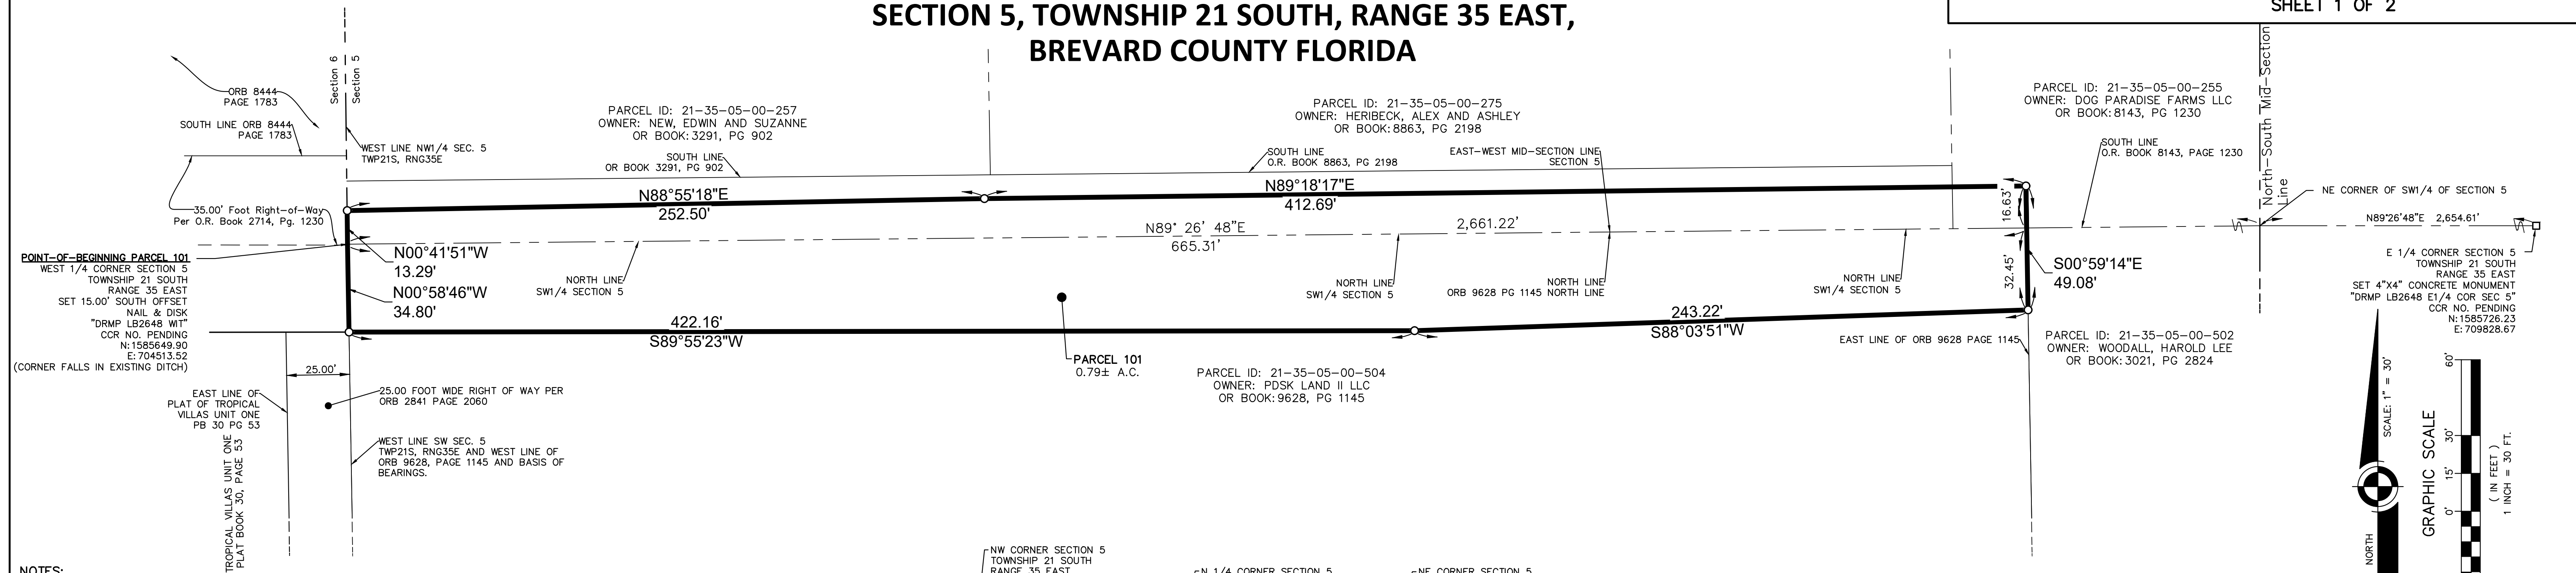 SECTION 5, TOWNSHIP 21 SOUTH, RANGE 35 EAST,
BREVARD COUNTY FLORIDA
SHEET 1 OF 2
Section 6
Section 5
ORB 8444
PAGE 1783
SOUTH LINE ORB 8444
PAGE 1783
WEST LINE NW1/4 SEC. 5
TWP21S, RNG35E
PARCEL ID: 21-35-05-00-257
OWNER: NEW, EDWIN AND SUZANNE
OR BOOK:3291, PG 902
SOUTH LINE
OR BOOK 3291, PG 902
PARCEL ID: 21-35-05-00-275
OWNER: HERIBECK, ALEX AND ASHLEY
OR BOOK:8863, PG 2198
SOUTH LINE
O.R. BOOK 8863, PG 2198
EAST-WEST MID-SECTION LINE
SECTION 5
PARCEL ID: 21-35-05-00-255
OWNER: DOG PARADISE FARMS LLC
OR BOOK:8143, PG 1230
SOUTH LINE
O.R. BOOK 8143, PAGE 1230
North-South Mid-Section
Line
NE CORNER OF SW1/4 OF SECTION 5
N89°26'48"E 2,654.61'
35.00' Foot Right-of-Way
Per O.R. Book 2714, Pg. 1230
N88°55'18"E
252.50'
N89°18'17"E
412.69'
16.63'
32.45'
N89° 26' 48"E
665.31'
2,661.22'
POINT-OF-BEGINNING PARCEL 101
WEST 1/4 CORNER SECTION 5
TOWNSHIP 21 SOUTH
RANGE 35 EAST
SET 15.00' SOUTH OFFSET
NAIL & DISK
"DRMP LB2648 WIT"
CCR NO. PENDING
N:1585649.90
E:704513.52
(CORNER FALLS IN EXISTING DITCH)
N00°41'51"W
13.29'
N00°58'46"W
34.80'
NORTH LINE
SW1/4 SECTION 5
NORTH LINE
SW1/4 SECTION 5
NORTH LINE
ORB 9628 PG 1145 NORTH LINE
NORTH LINE
SW1/4 SECTION 5
S00°59'14"E
49.08'
E 1/4 CORNER SECTION 5
TOWNSHIP 21 SOUTH
RANGE 35 EAST
SET 4"X4" CONCRETE MONUMENT
"DRMP LB2648 E1/4 COR SEC 5"
CCR NO. PENDING
N:1585726.23
E:709828.67
422.16'
S89°55'23"W
243.22'
S88°03'51"W
PARCEL 101
0.79± A.C.
EAST LINE OF ORB 9628 PAGE 1145
PARCEL ID: 21-35-05-00-502
OWNER: WOODALL, HAROLD LEE
OR BOOK:3021, PG 2824
PARCEL ID: 21-35-05-00-504
OWNER: PDSK LAND II LLC
OR BOOK:9628, PG 1145
25.00'
EAST LINE OF
PLAT OF TROPICAL
VILLAS UNIT ONE
PB 30 PG 53
25.00 FOOT WIDE RIGHT OF WAY PER
ORB 2841 PAGE 2060
WEST LINE SW SEC. 5
TWP21S, RNG35E AND WEST LINE OF
ORB 9628, PAGE 1145 AND BASIS OF
BEARINGS.
TROPICAL VILLAS UNIT ONE
PLAT BOOK 30, PAGE 53
NORTH
SCALE: 1" = 30'
GRAPHIC SCALE
0'
15'
30'
60'
( IN FEET )
1 INCH = 30 FT.
NOTES:
NW CORNER SECTION 5
TOWNSHIP 21 SOUTH
RANGE 35 EAST
N 1/4 CORNER SECTION 5
NE CORNER SECTION 5